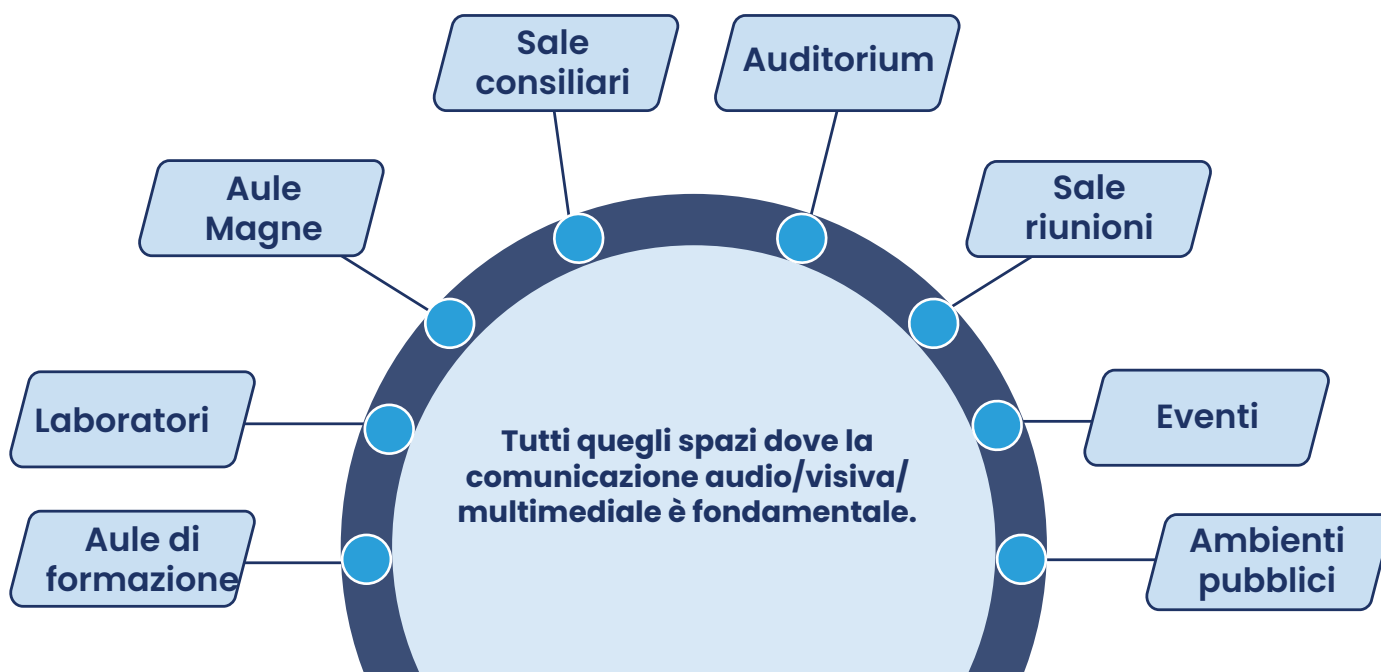 Sale
consiliari
Auditorium
Aule
Magne
Sale
riunioni
Laboratori
Eventi
Tutti quegli spazi dove la
comunicazione audio/visiva/
multimediale è fondamentale.
Aule di
formazione
Ambienti
pubblici